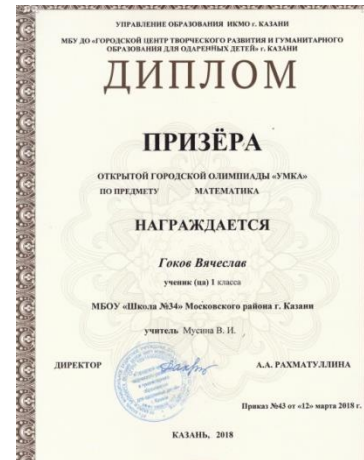 УПРАВЛЕНИЕ ОБРАЗОВАНИЯ ИКМО г. КАЗАНИ
МБУ ДО «ГОРОДСКОЙ ЦЕНТР ТВОРЧЕСКОГО РАЗВИТИЯ И ГУМАНИТАРНОГО
ОБРАЗОВАНИЯ ДЛЯ ОДАРЕННЫХ ДЕТЕЙ» г. КАЗАНИ
ДИПЛОМ
ПРИЗЁРА
ОТКРЫТОЙ ГОРОДСКОЙ ОЛИМПИАДЫ «УМКА»
ПО ПРЕДМЕТУ МАТЕМАТИКА
НАГРАЖДАЕТСЯ
Гоков Вячеслав
ученик (ца) 1 класса
МБОУ «Школа №34» Московского района г. Казани
учитель Мусина В. И.
ДИРЕКТОР А.А. РАХМАТУЛЛИНА
Приказ №43 от «12» марта 2018 г.
КАЗАНЬ, 2018